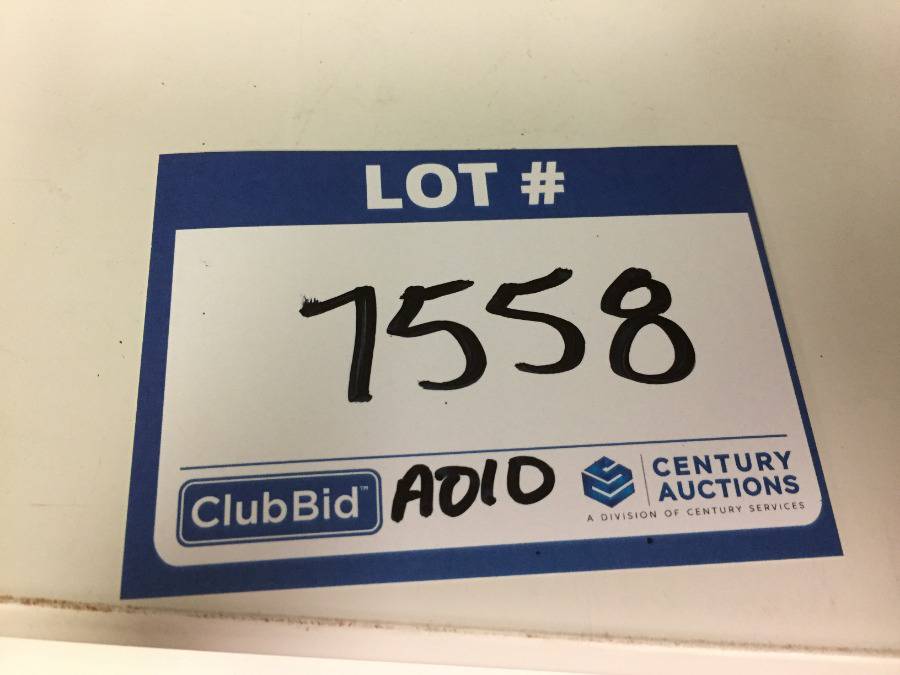 LOT #
7558
ClubBid™ A010 CENTURY AUCTIONS
A DIVISION OF CENTURY SERVICES